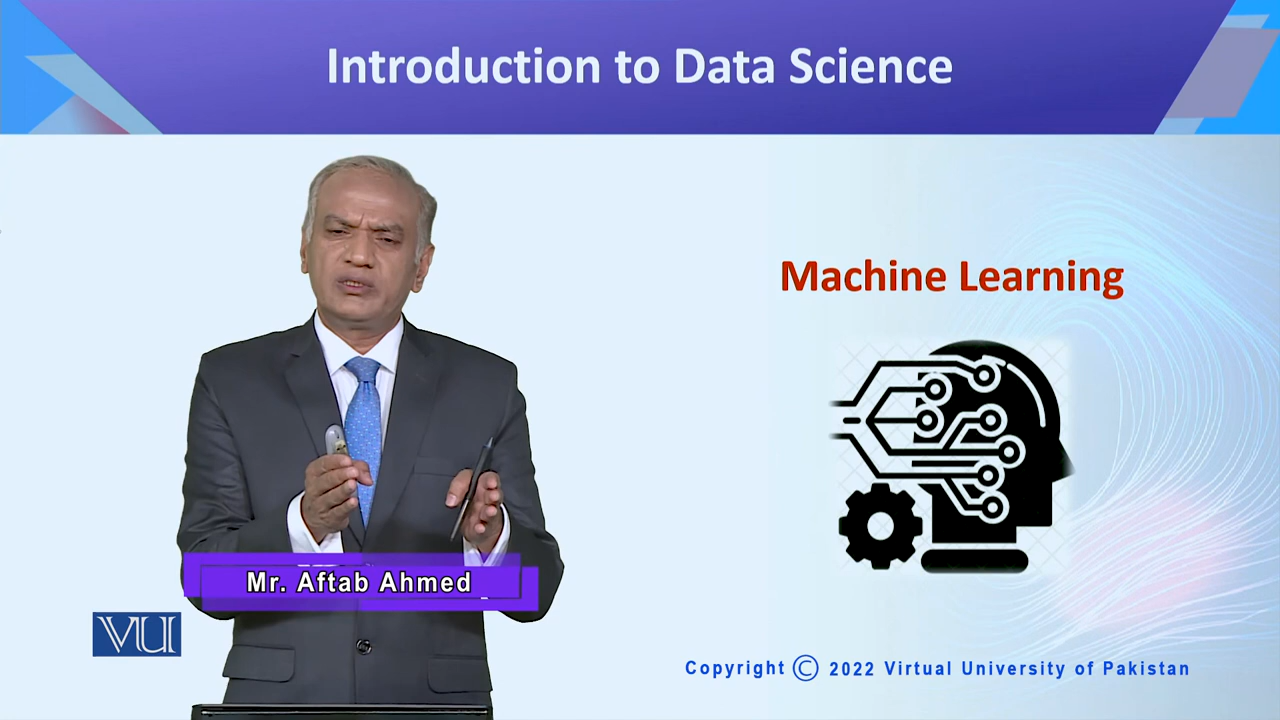 Introduction to Data Science
Machine Learning
Mr. Aftab Ahmed
VU
Copyright © 2022 Virtual University of Pakistan